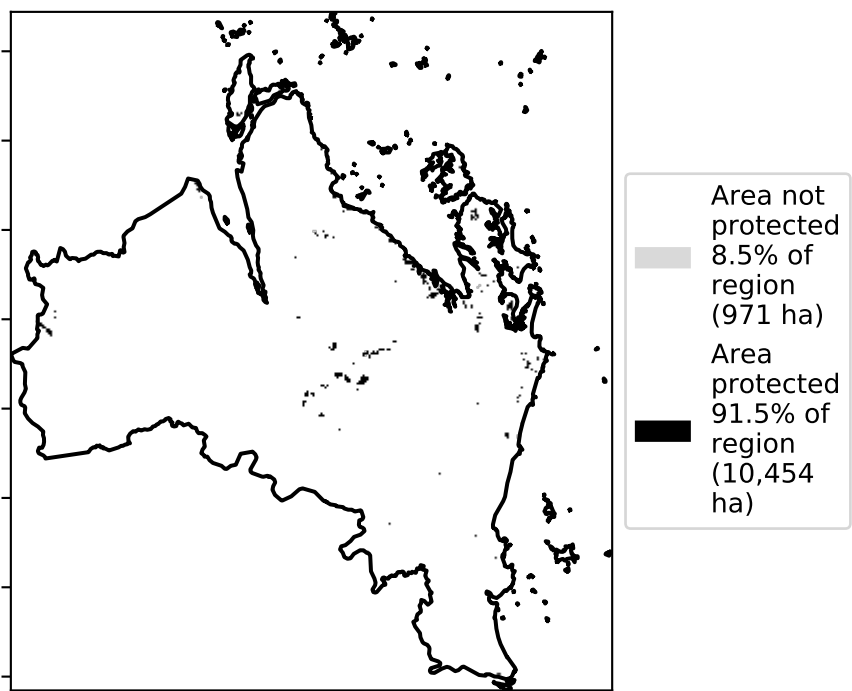 Area not
protected
8.5% of
region
(971 ha)
Area
protected
91.5% of
region
(10,454
ha)